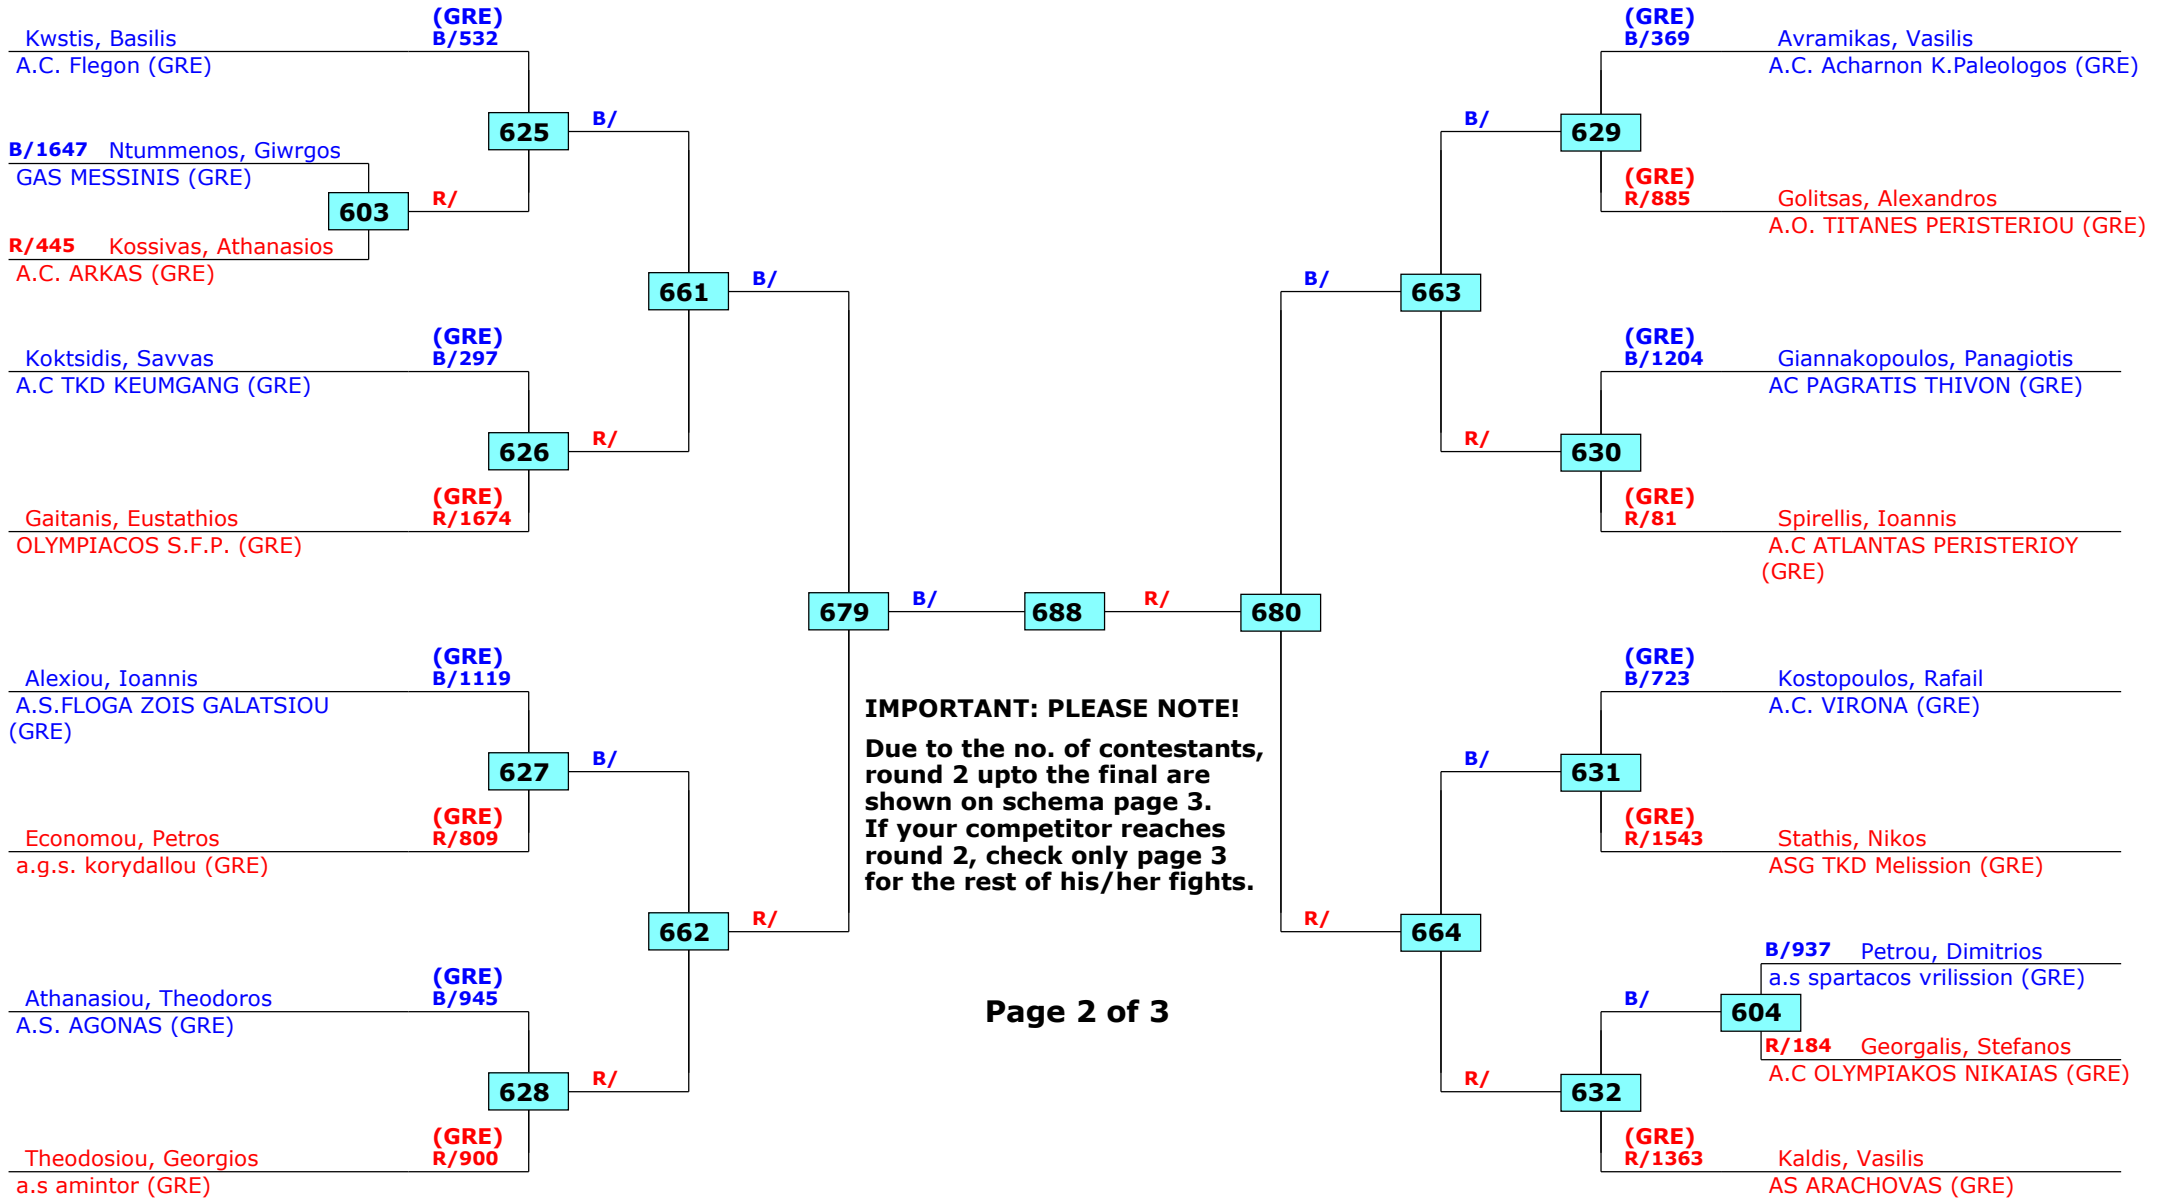 (GRE)
Kwstis, Basilis B/532
A.C. Flegon (GRE)
625 B/
B/1647 Ntummenos, Giwrgos
GAS MESSINIS (GRE)
603 R/
R/445 Kossivas, Athanasios
A.C. ARKAS (GRE)
661 B/
(GRE)
Koktsidis, Savvas B/297
A.C TKD KEUMGANG (GRE)
626 R/
(GRE)
Gaitanis, Eustathios R/1674
OLYMPIACOS S.F.P. (GRE)
679 B/ 688 R/ 680
(GRE)
Alexiou, Ioannis B/1119
A.S.FLOGA ZOIS GALATSIOU
(GRE)
627 B/
(GRE)
Economou, Petros R/809
a.g.s. korydallou (GRE)
662 R/
(GRE)
Athanasiou, Theodoros B/945
A.S. AGONAS (GRE)
628 R/
(GRE)
Theodosiou, Georgios R/900
a.s amintor (GRE)
IMPORTANT: PLEASE NOTE!
Due to the no. of contestants,
round 2 upto the final are
shown on schema page 3.
If your competitor reaches
round 2, check only page 3
for the rest of his/her fights.
Page 2 of 3
(GRE)
B/369 Avramikas, Vasilis
A.C. Acharnon K.Paleologos (GRE)
B/ 629
(GRE)
R/885 Golitsas, Alexandros
A.O. TITANES PERISTERIOU (GRE)
B/ 663
(GRE)
B/1204 Giannakopoulos, Panagiotis
AC PAGRATIS THIVON (GRE)
R/ 630
(GRE)
R/81 Spirellis, Ioannis
A.C ATLANTAS PERISTERIOY
(GRE)
(GRE)
B/723 Kostopoulos, Rafail
A.C. VIRONA (GRE)
B/ 631
(GRE)
R/1543 Stathis, Nikos
ASG TKD Melission (GRE)
R/ 664
B/937 Petrou, Dimitrios
a.s spartacos vrilission (GRE)
B/ 604
R/184 Georgalis, Stefanos
A.C OLYMPIAKOS NIKAIAS (GRE)
R/ 632
(GRE)
R/1363 Kaldis, Vasilis
AS ARACHOVAS (GRE)